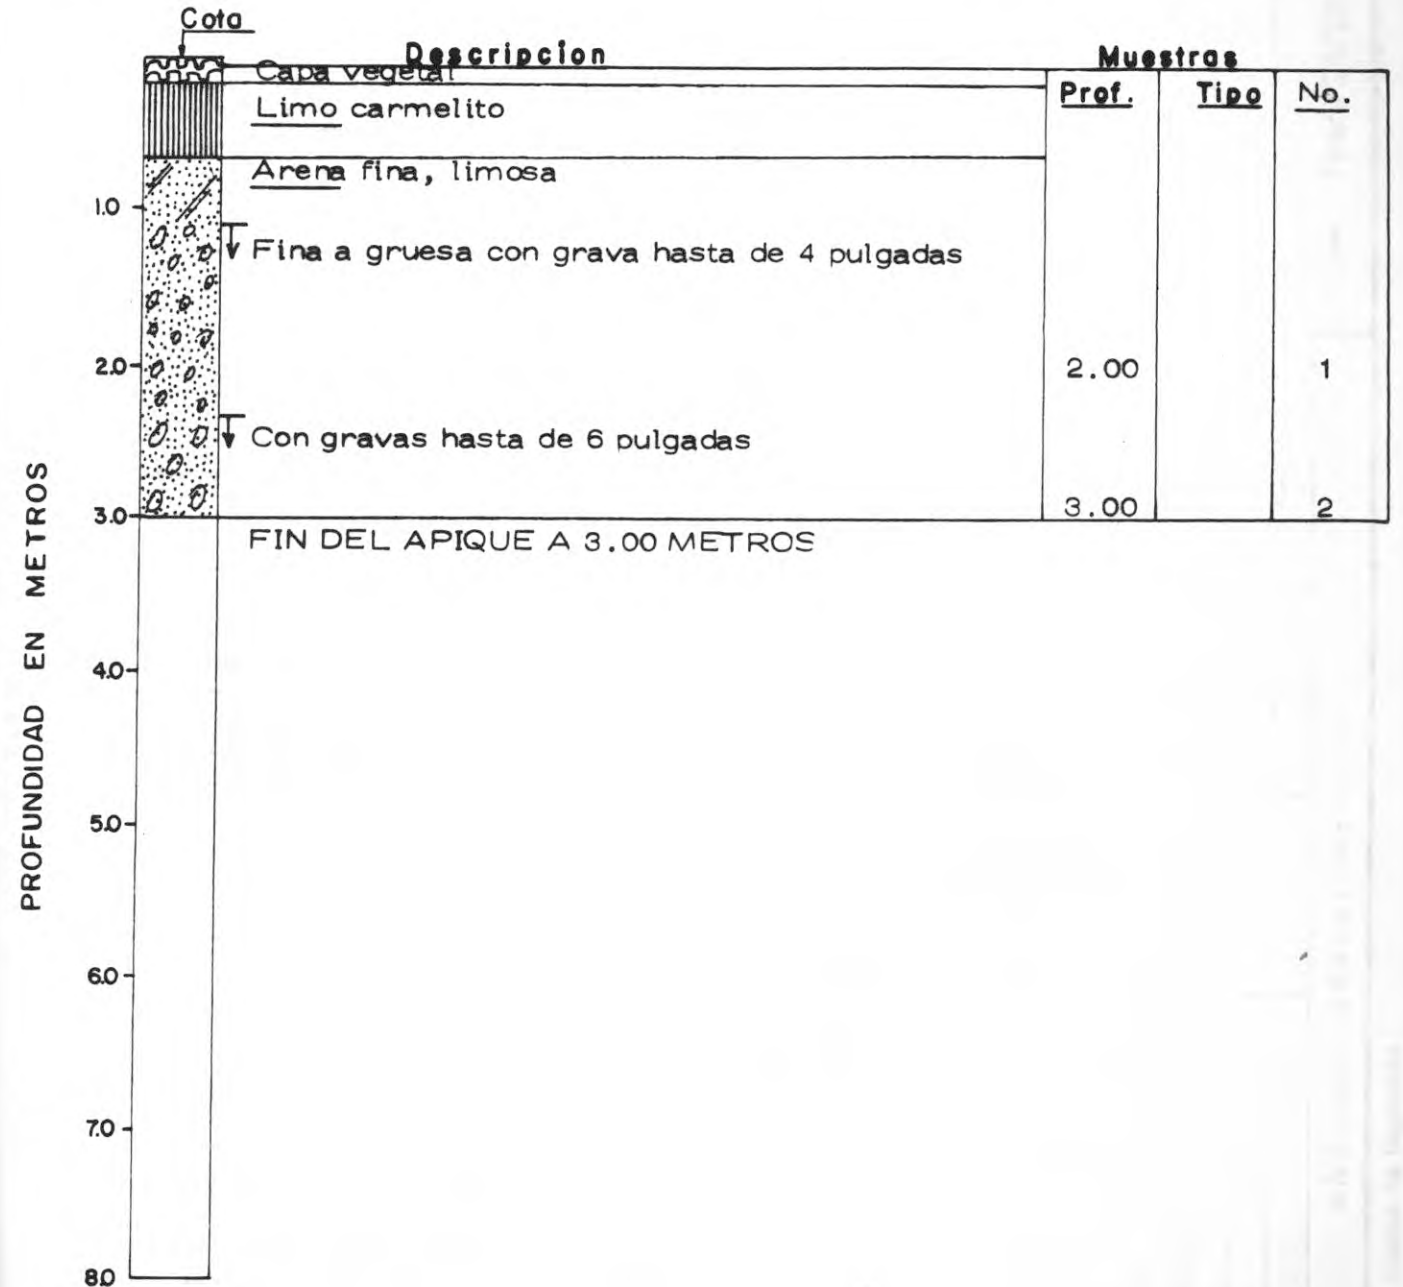 Cota
Descripcion Muestras
Capa vegetal
Prof. Tipo No.
Limo carmelito
Arena fina, limosa
1.0
Fina a gruesa con grava hasta de 4 pulgadas
2.0 2.00 1
Con gravas hasta de 6 pulgadas
3.0 3.00 2
FIN DEL APIQUE A 3.00 METROS
PROFUNDIDAD EN METROS
4.0
5.0
6.0
7.0
8.0